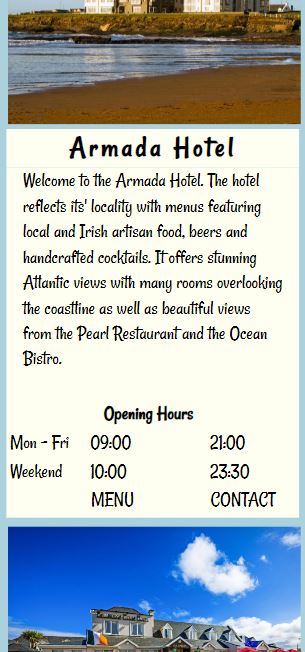 Armada Hotel
Welcome to the Armada Hotel. The hotel
reflects its' locality with menus featuring
local and Irish artisan food, beers and
handcrafted cocktails. It offers stunning
Atlantic views with many rooms overlooking
the coastline as well as beautiful views
from the Pearl Restaurant and the Ocean
Bistro.
Opening Hours
Mon - Fri 09:00 21:00
Weekend 10:00 23:30
MENU CONTACT